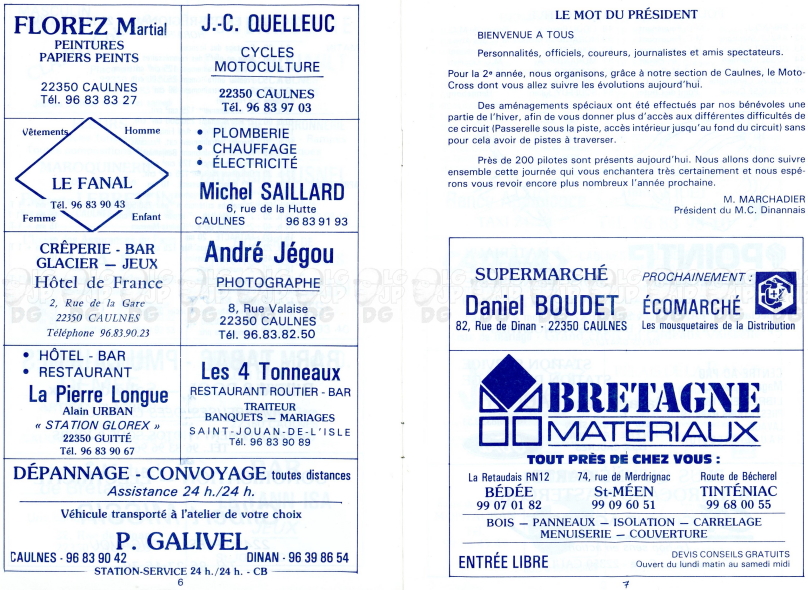 FLOREZ Martial
PEINTURES
PAPIERS PEINTS
22350 CAULNES
Tél. 96 83 83 27
J.-C. QUELLEUC
CYCLES
MOTOCULTURE
22350 CAULNES
Tél. 96 83 97 03
Vêtements
Homme
LE FANAL
Tél. 96 83 90 43
Femme
Enfant
• PLOMBERIE
• CHAUFFAGE
• ÉLECTRICITÉ
Michel SAILLARD
6, rue de la Hutte
CAULNES 96 83 91 93
CRÊPERIE - BAR
GLACIER — JEUX
Hôtel de France
2, Rue de la Gare
22350 CAULNES
Téléphone 96.83.90.23
André Jégou
PHOTOGRAPHE
8, Rue Valaise
22350 CAULNES
Tél. 96.83.82.50
• HÔTEL - BAR
• RESTAURANT
La Pierre Longue
Alain URBAN
« STATION GLOREX »
22350 GUITTÉ
Tél. 96 83 90 67
Les 4 Tonneaux
RESTAURANT ROUTIER - BAR
TRAITEUR
BANQUETS — MARIAGES
SAINT-JOUAN-DE-L'ISLE
Tél. 96 83 90 89
DÉPANNAGE - CONVOYAGE toutes distances
Assistance 24 h./24 h.
Véhicule transporté à l'atelier de votre choix
P. GALIVEL
CAULNES - 96 83 90 42 DINAN - 96 39 86 54
STATION-SERVICE 24 h./24 h. - CB
6
LE MOT DU PRÉSIDENT
BIENVENUE A TOUS
Personnalités, officiels, coureurs, journalistes et amis spectateurs.
Pour la 2e année, nous organisons, grâce à notre section de Caulnes, le Moto-
Cross dont vous allez suivre les évolutions aujourd'hui.
Des aménagements spéciaux ont été effectués par nos bénévoles une
partie de l'hiver, afin de vous donner plus d'accès aux différentes difficultés de
ce circuit (Passerelle sous la piste, accès intérieur jusqu'au fond du circuit) sans
pour cela avoir de pistes à traverser.
Près de 200 pilotes sont présents aujourd'hui. Nous allons donc suivre
ensemble cette journée qui vous enchantera très certainement et nous espé-
rons vous revoir encore plus nombreux l'année prochaine.
M. MARCHADIER
Président du M.C. Dinannais
SUPERMARCHÉ
Daniel BOUDET
82, Rue de Dinan - 22350 CAULNES
PROCHAINEMENT :
ÉCOMARCHÉ
Les mousquetaires de la Distribution
BRETAGNE
MATERIAUX
TOUT PRÈS DE CHEZ VOUS :
La Retaudais RN12 74, rue de Merdrignac Route de Bécherel
BÉDÉE St-MÉEN TINTÉNIAC
99 07 01 82 99 09 60 51 99 68 00 55
BOIS — PANNEAUX — ISOLATION — CARRELAGE
MENUISERIE — COUVERTURE
ENTRÉE LIBRE
DEVIS CONSEILS GRATUITS
Ouvert du lundi matin au samedi midi
7